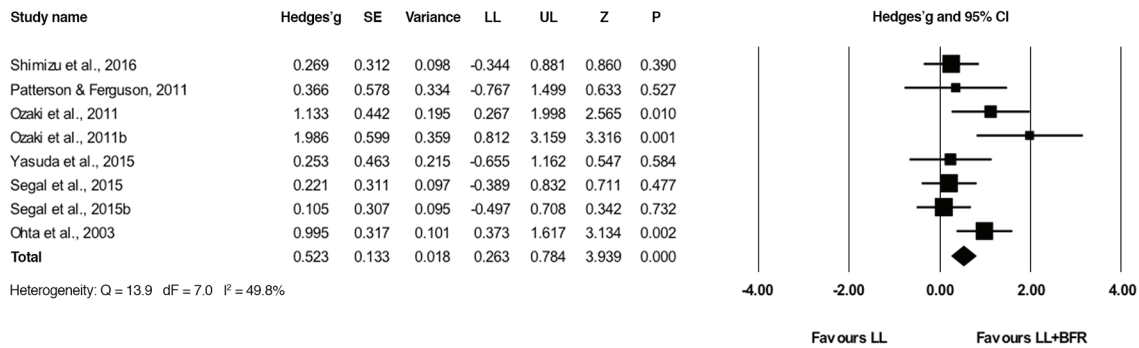 Study name Hedges'g SE Variance LL UL Z P Hedges'g and 95% CI
Shimizu et al., 2016 0.269 0.312 0.098 -0.344 0.881 0.860 0.390
Patterson & Ferguson, 2011 0.366 0.578 0.334 -0.767 1.499 0.633 0.527
Ozaki et al., 2011 1.133 0.442 0.195 0.267 1.998 2.565 0.010
Ozaki et al., 2011b 1.986 0.599 0.359 0.812 3.159 3.316 0.001
Yasuda et al., 2015 0.253 0.463 0.215 -0.655 1.162 0.547 0.584
Segal et al., 2015 0.221 0.311 0.097 -0.389 0.832 0.711 0.477
Segal et al., 2015b 0.105 0.307 0.095 -0.497 0.708 0.342 0.732
Ohta et al., 2003 0.995 0.317 0.101 0.373 1.617 3.134 0.002
Total 0.523 0.133 0.018 0.263 0.784 3.939 0.000
Heterogeneity: Q = 13.9 dF = 7.0 I² = 49.8%
-4.00 -2.00 0.00 2.00 4.00
Favours LL Favours LL+BFR